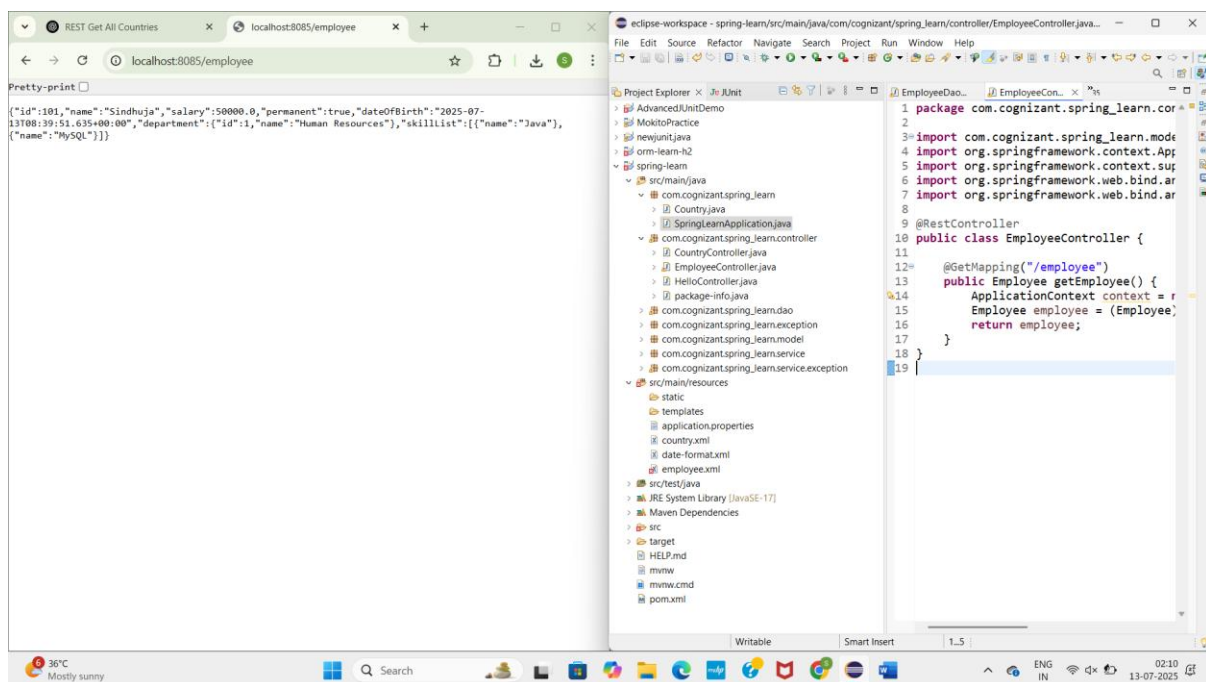 REST Get All Countries
localhost:8085/employee
localhost:8085/employee
S
Pretty-print
{"id":101,"name":"Sindhuja","salary":50000.0,"permanent":true,"dateOfBirth":"2025-07-
13T08:39:51.635+00:00","department":{"id":1,"name":"Human Resources"},"skillList":[{"name":"Java"},
{"name":"MySQL"}]}
eclipse-workspace - spring-learn/src/main/java/com/cognizant/spring_learn/controller/EmployeeController.java...
File Edit Source Refactor Navigate Search Project Run Window Help
Project Explorer JUnit
AdvancedJUnitDemo
MokitoPractice
newjunit.java
orm-learn-h2
spring-learn
src/main/java
com.cognizant.spring_learn
Country.java
SpringLearnApplication.java
com.cognizant.spring_learn.controller
CountryController.java
EmployeeController.java
HelloController.java
package-info.java
com.cognizant.spring_learn.dao
com.cognizant.spring_learn.exception
com.cognizant.spring_learn.model
com.cognizant.spring_learn.service
com.cognizant.spring_learn.service.exception
src/main/resources
static
templates
application.properties
country.xml
date-format.xml
employee.xml
src/test/java
JRE System Library [JavaSE-17]
Maven Dependencies
src
target
HELP.md
mvnw
mvnw.cmd
pom.xml
EmployeeDao... EmployeeCon...
1 package com.cognizant.spring_learn.cor
2
3 import com.cognizant.spring_learn.mode
4 import org.springframework.context.App
5 import org.springframework.context.sup
6 import org.springframework.web.bind.an
7 import org.springframework.web.bind.an
8
9 @RestController
10 public class EmployeeController {
11
12 @GetMapping("/employee")
13 public Employee getEmployee() {
14 ApplicationContext context = n
15 Employee employee = (Employee)
16 return employee;
17 }
18 }
19
Writable Smart Insert 1...5
6 36°C
Mostly sunny
Search
ENG
IN
02:10
13-07-2025